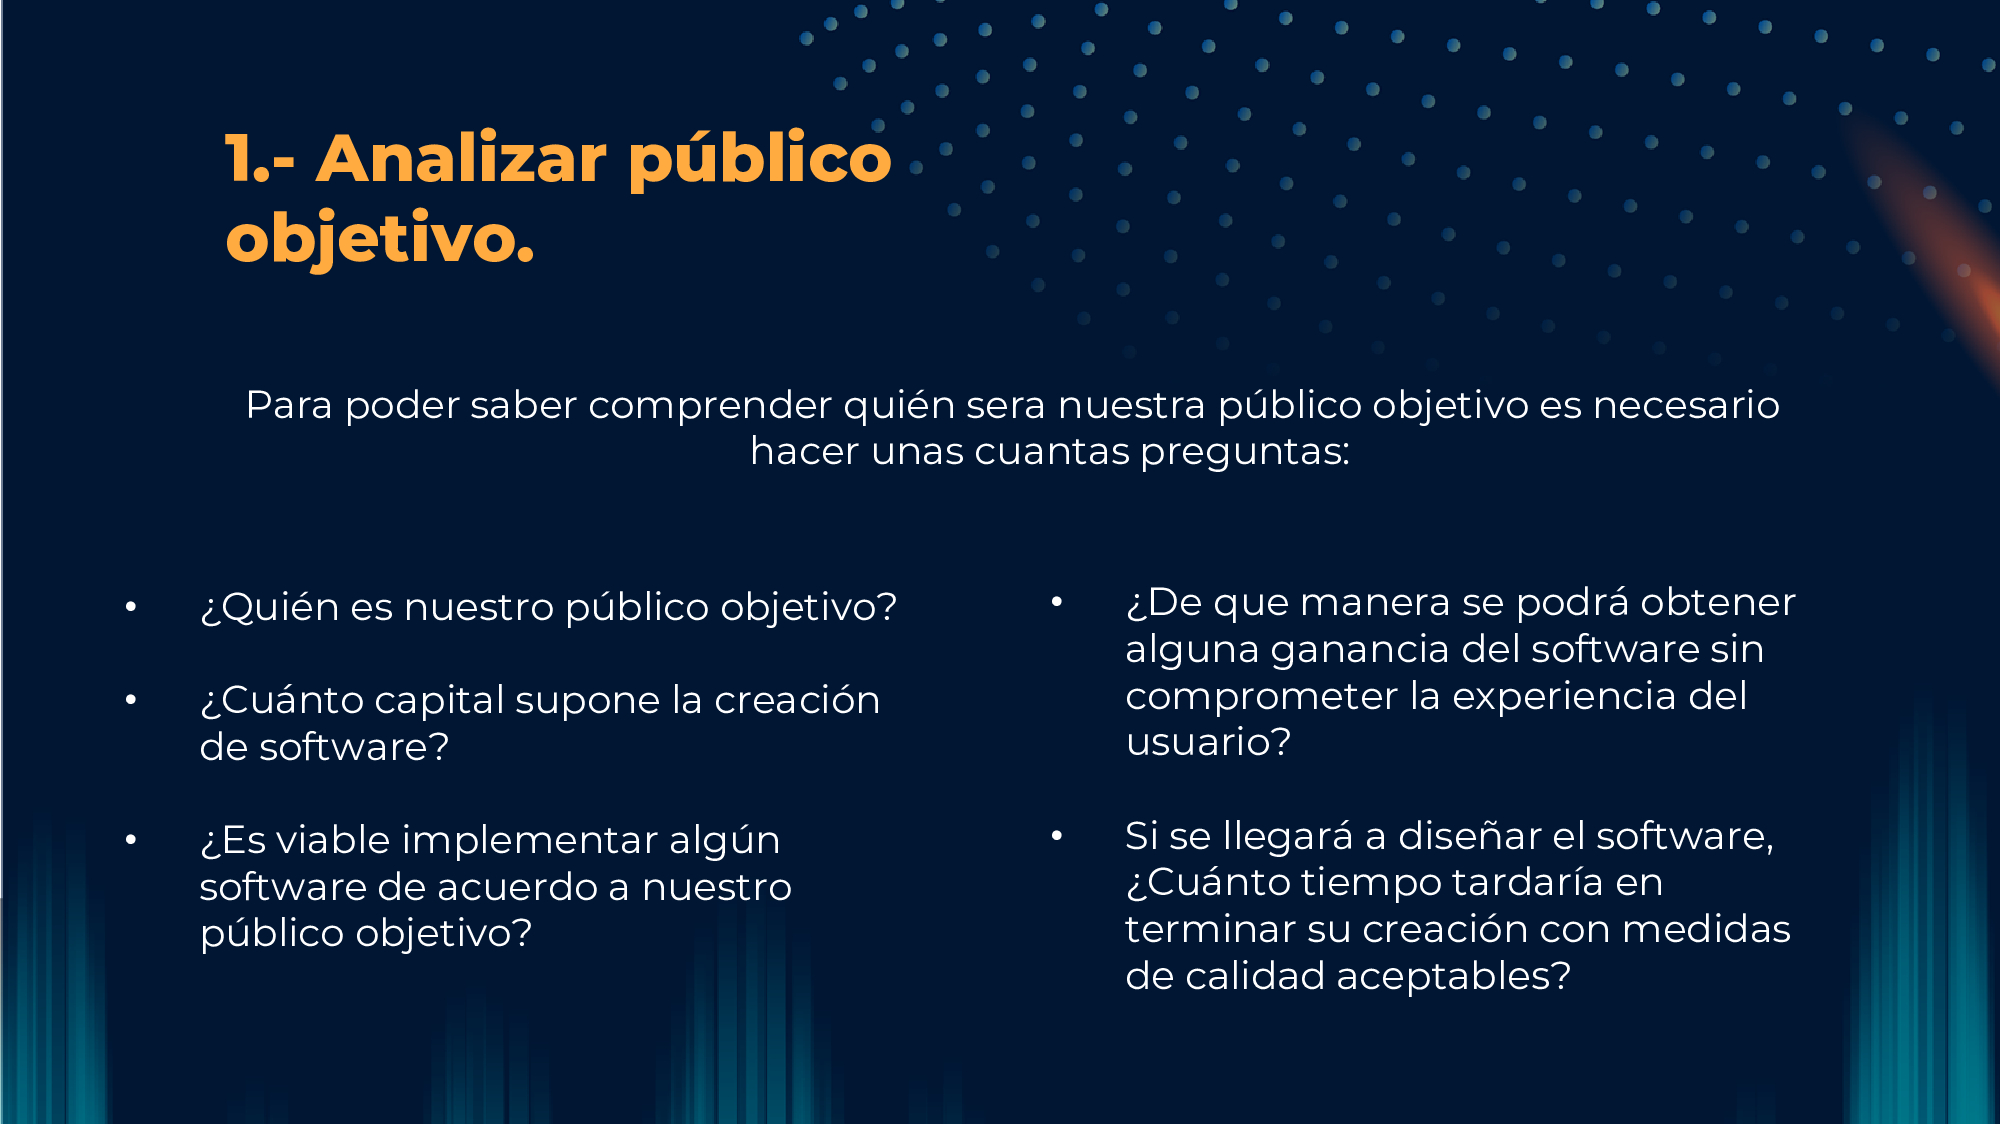 1.- Analizar público
objetivo.
Para poder saber comprender quién sera nuestra público objetivo es necesario
hacer unas cuantas preguntas:
• ¿Quién es nuestro público objetivo?
• ¿Cuánto capital supone la creación
de software?
• ¿Es viable implementar algún
software de acuerdo a nuestro
público objetivo?
• ¿De que manera se podrá obtener
alguna ganancia del software sin
comprometer la experiencia del
usuario?
• Si se llegará a diseñar el software,
¿Cuánto tiempo tardaría en
terminar su creación con medidas
de calidad aceptables?